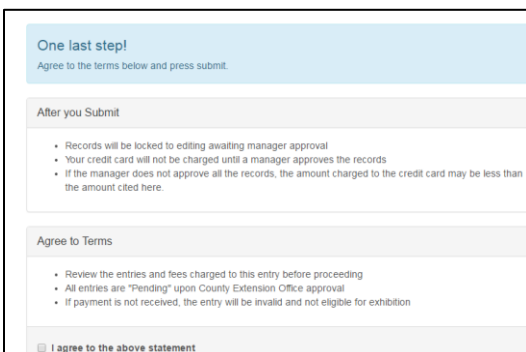 One last step!
Agree to the terms below and press submit.
After you Submit
• Records will be locked to editing awaiting manager approval
• Your credit card will not be charged until a manager approves the records
• If the manager does not approve all the records, the amount charged to the credit card may be less than
the amount cited here.
Agree to Terms
• Review the entries and fees charged to this entry before proceeding
• All entries are "Pending" upon County Extension Office approval
• If payment is not received, the entry will be invalid and not eligible for exhibition
I agree to the above statement